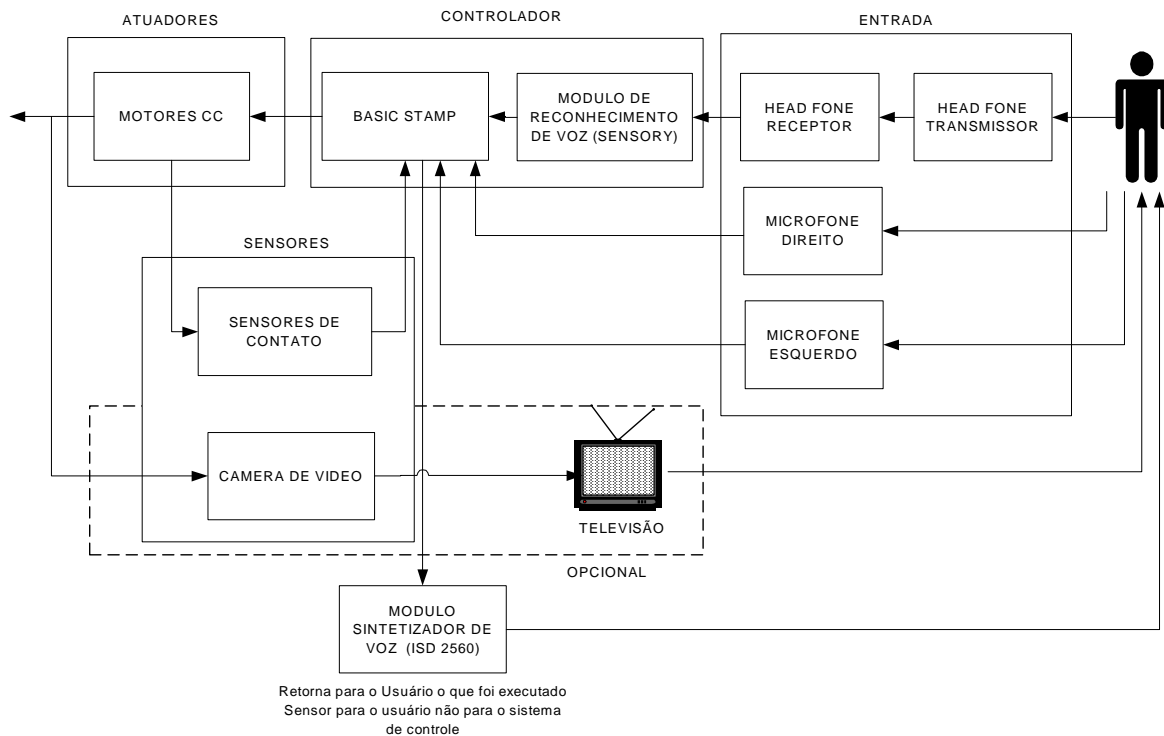 ATUADORES
CONTROLADOR
ENTRADA
MOTORES CC
BASIC STAMP
MODULO DE
RECONHECIMENTO
DE VOZ (SENSORY)
HEAD FONE
RECEPTOR
HEAD FONE
TRANSMISSOR
MICROFONE
DIREITO
SENSORES
SENSORES DE
CONTATO
MICROFONE
ESQUERDO
CAMERA DE VIDEO
TELEVISÃO
OPCIONAL
MODULO
SINTETIZADOR DE
VOZ (ISD 2560)
Retorna para o Usuário o que foi executado
Sensor para o usuário não para o sistema
de controle